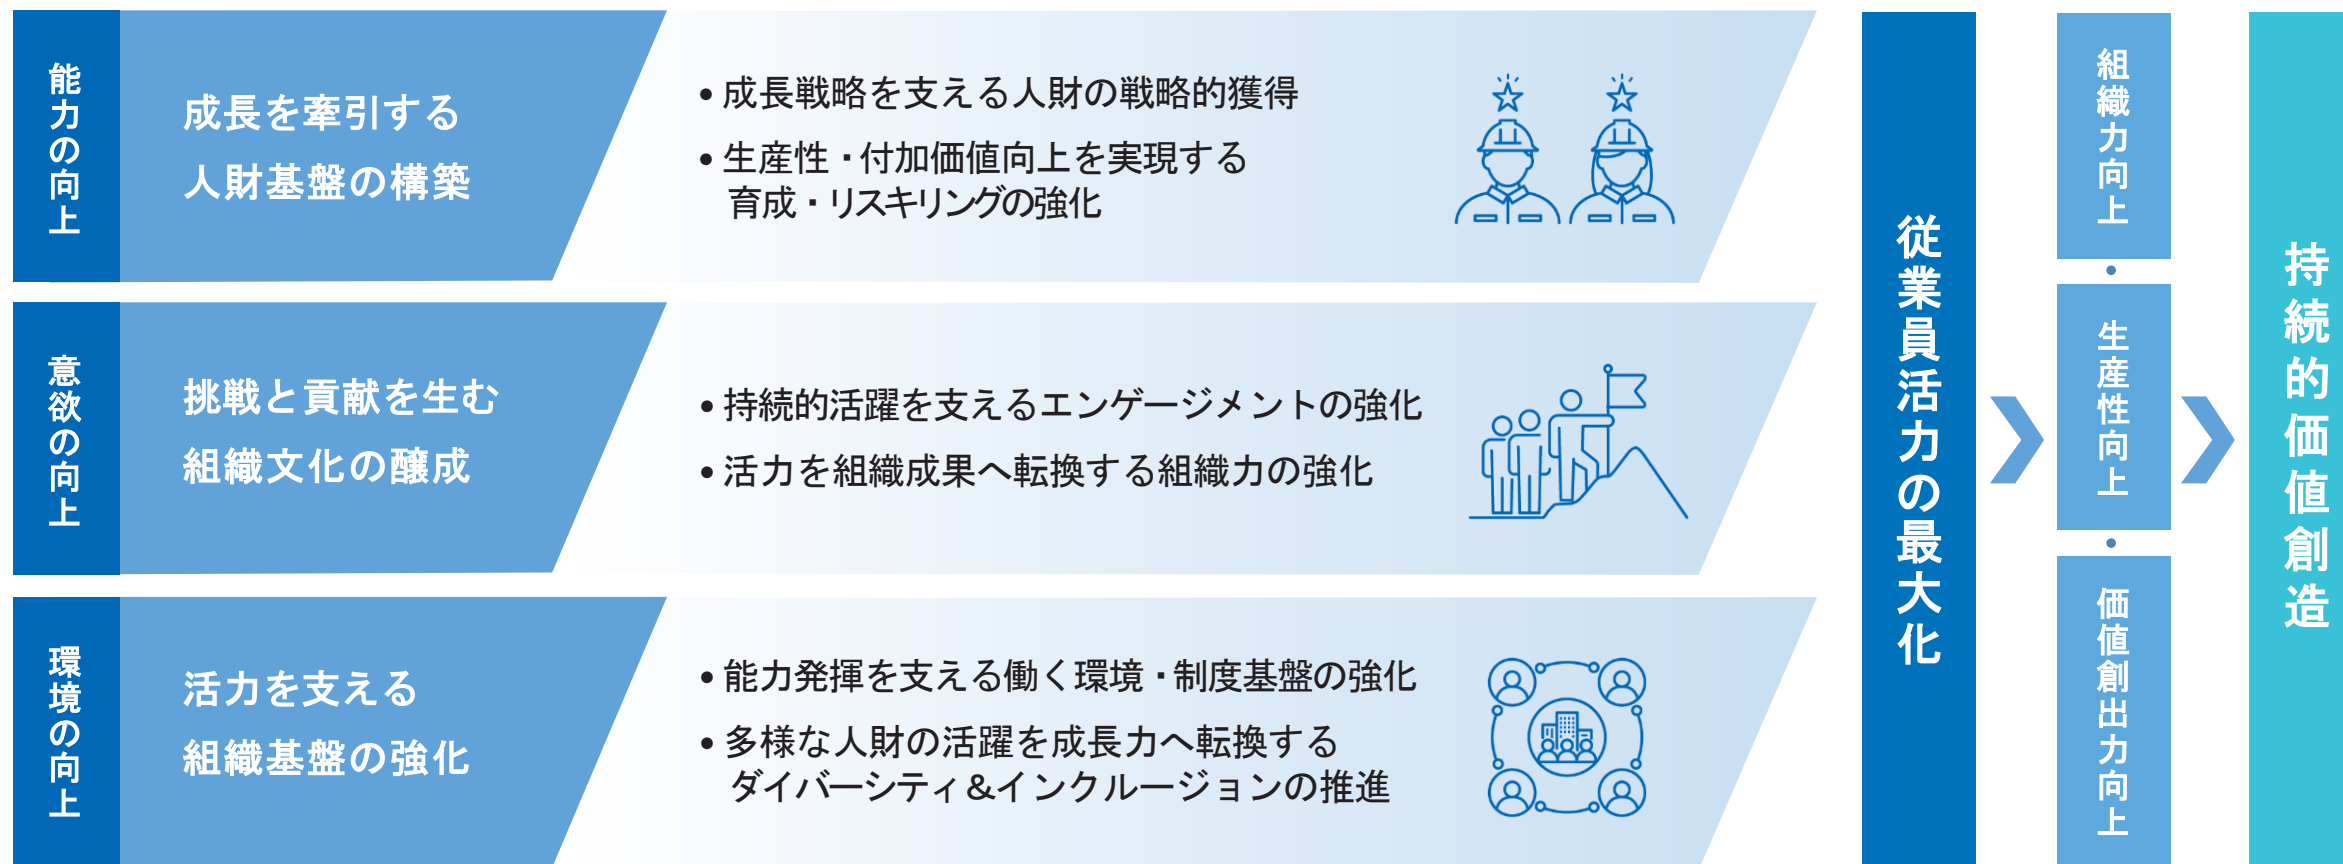 能力の向上
成長を牽引する
人財基盤の構築
• 成長戦略を支える人財の戦略的獲得
• 生産性・付加価値向上を実現する
育成・リスキリングの強化
意欲の向上
挑戦と貢献を生む
組織文化の醸成
• 持続的活躍を支えるエンゲージメントの強化
• 活力を組織成果へ転換する組織力の強化
環境の向上
活力を支える
組織基盤の強化
• 能力発揮を支える働く環境・制度基盤の強化
• 多様な人財の活躍を成長力へ転換する
ダイバーシティ&インクルージョンの推進
従業員活力の最大化
組織力向上
・
生産性向上
・
価値創出力向上
持続的価値創造